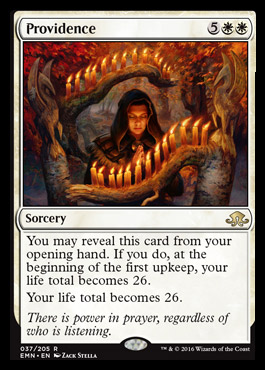 Providence 5
Sorcery
You may reveal this card from your
opening hand. If you do, at the
beginning of the first upkeep, your
life total becomes 26.
Your life total becomes 26.
There is power in prayer, regardless of
who is listening.
037/205 R
EMN • EN Zack Stella
™ & © 2016 Wizards of the Coast